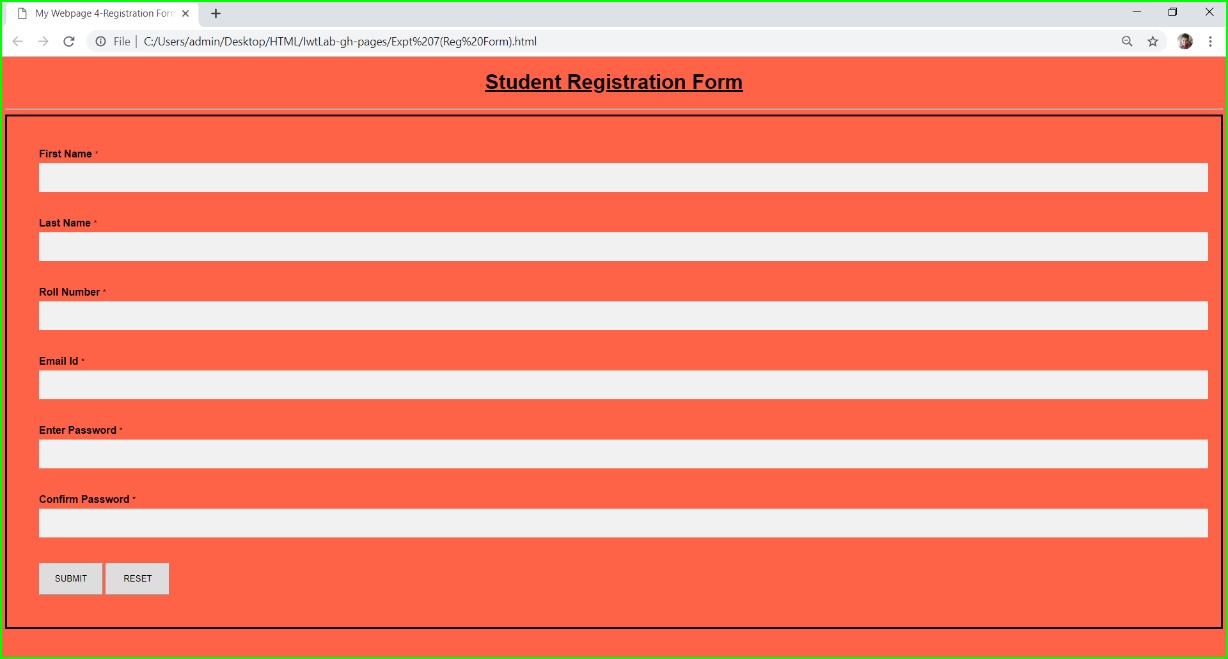 My Webpage 4-Registration Form
File | C:/Users/admin/Desktop/HTML/IwtLab-gh-pages/Expt%207(Reg%20Form).html
Student Registration Form
First Name *
Last Name *
Roll Number *
Email Id *
Enter Password *
Confirm Password *
SUBMIT RESET